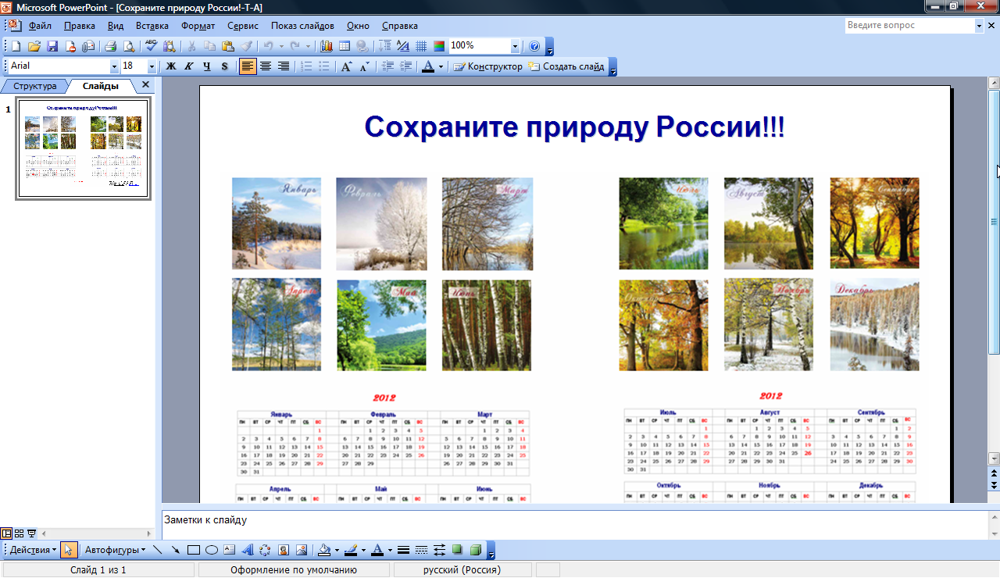 Microsoft PowerPoint - [Сохраните природу России!-Т-А]
Файл Правка Вид Вставка Формат Сервис Показ слайдов Окно Справка
Введите вопрос
100%
Arial 18 Ж К Ч S Конструктор Создать слайд
Структура Слайды
1
Сохраните природу России!!!
Январь Февраль Март Июль Август Сентябрь
Апрель Май Июнь Октябрь Ноябрь Декабрь
2012 2012
Январь Февраль Март
ПН ВТ СР ЧТ ПТ СБ ВС ПН ВТ СР ЧТ ПТ СБ ВС ПН ВТ СР ЧТ ПТ СБ ВС
1 1 2 3 4 5 1 2 3 4
2 3 4 5 6 7 8 6 7 8 9 10 11 12 5 6 7 8 9 10 11
9 10 11 12 13 14 15 13 14 15 16 17 18 19 12 13 14 15 16 17 18
16 17 18 19 20 21 22 20 21 22 23 24 25 26 19 20 21 22 23 24 25
23 24 25 26 27 28 29 27 28 29 26 27 28 29 30 31
30 31
Апрель Май Июнь
ПН ВТ СР ЧТ ПТ СБ ВС ПН ВТ СР ЧТ ПТ СБ ВС ПН ВТ СР ЧТ ПТ СБ ВС
Июль Август Сентябрь
ПН ВТ СР ЧТ ПТ СБ ВС ПН ВТ СР ЧТ ПТ СБ ВС ПН ВТ СР ЧТ ПТ СБ ВС
1 1 2 3 4 5 1 2
2 3 4 5 6 7 8 6 7 8 9 10 11 12 3 4 5 6 7 8 9
9 10 11 12 13 14 15 13 14 15 16 17 18 19 10 11 12 13 14 15 16
16 17 18 19 20 21 22 20 21 22 23 24 25 26 17 18 19 20 21 22 23
23 24 25 26 27 28 29 27 28 29 30 31 24 25 26 27 28 29 30
30 31
Октябрь Ноябрь Декабрь
ПН ВТ СР ЧТ ПТ СБ ВС ПН ВТ СР ЧТ ПТ СБ ВС ПН ВТ СР ЧТ ПТ СБ ВС
Заметки к слайду
Действия Автофигуры
Слайд 1 из 1 Оформление по умолчанию русский (Россия)